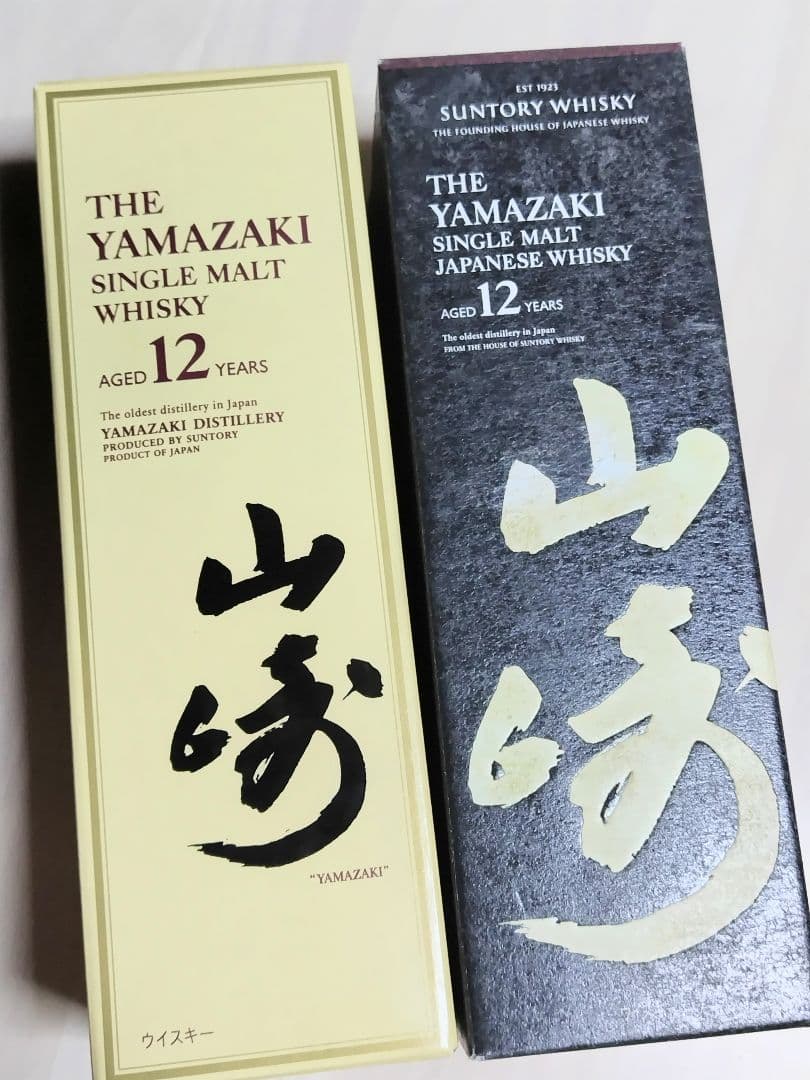 THE
YAMAZAKI
SINGLE MALT
WHISKY
AGED 12 YEARS
The oldest distillery in Japan
YAMAZAKI DISTILLERY
PRODUCED BY SUNTORY
PRODUCT OF JAPAN
山崎
"YAMAZAKI"
ウイスキー
EST 1923
SUNTORY WHISKY
THE FOUNDING HOUSE OF JAPANESE WHISKY
THE
YAMAZAKI
SINGLE MALT
JAPANESE WHISKY
AGED 12 YEARS
The oldest distillery in Japan
FROM THE HOUSE OF SUNTORY WHISKY
山崎